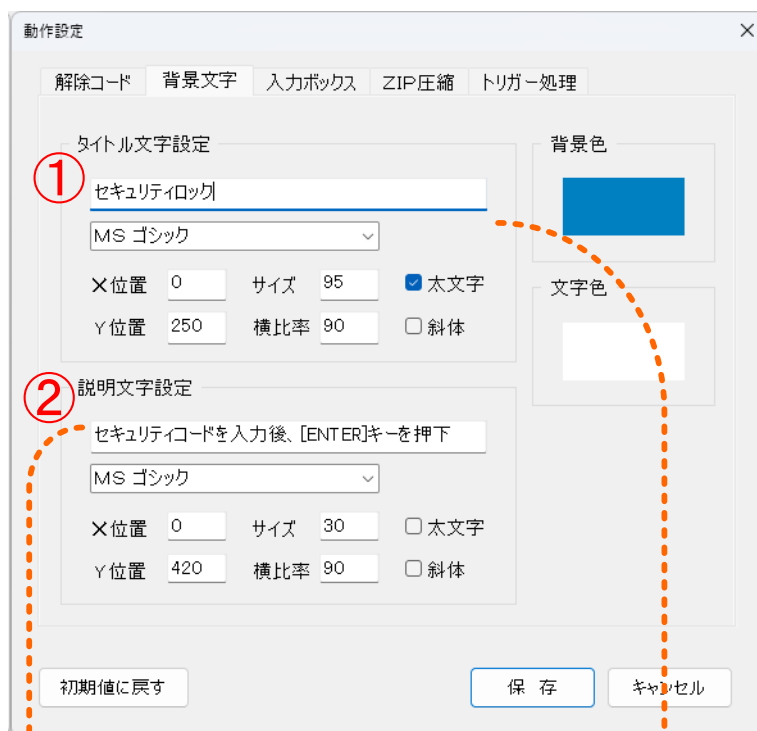 動作設定 ×
解除コード 背景文字 入力ボックス ZIP圧縮 トリガー処理
タイトル文字設定 背景色
①
セキュリティロック
MS ゴシック
X位置 0 サイズ 95 太文字 文字色
Y位置 250 横比率 90 斜体
② 説明文字設定
セキュリティコードを入力後、[ENTER]キーを押下
MS ゴシック
X位置 0 サイズ 30 太文字
Y位置 420 横比率 90 斜体
初期値に戻す 保 存 キャンセル